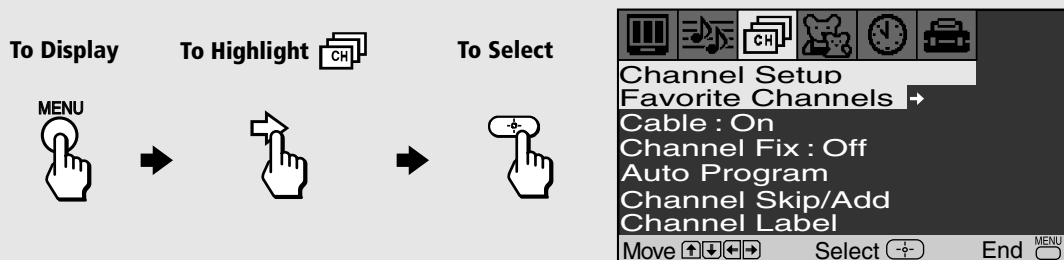 To Display To Highlight CH To Select
MENU
CH
Channel Setup
Favorite Channels
Cable : On
Channel Fix : Off
Auto Program
Channel Skip/Add
Channel Label
Move Select End MENU